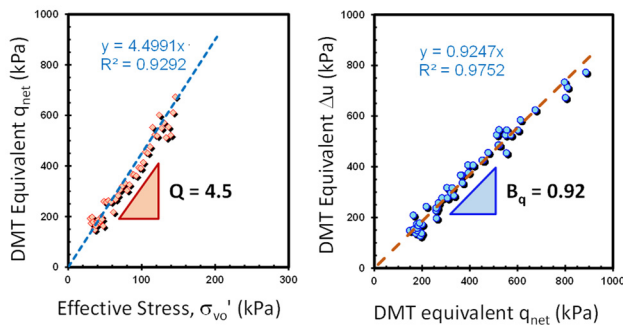 DMT Equivalent q_net (kPa)
1000
800
600
400
200
0
y = 4.4991x
R² = 0.9292
Q = 4.5
0 100 200 300
Effective Stress, σ_vo' (kPa)
DMT Equivalent Δu (kPa)
1000
800
600
400
200
0
y = 0.9247x
R² = 0.9752
B_q = 0.92
0 200 400 600 800 1000
DMT equivalent q_net (kPa)